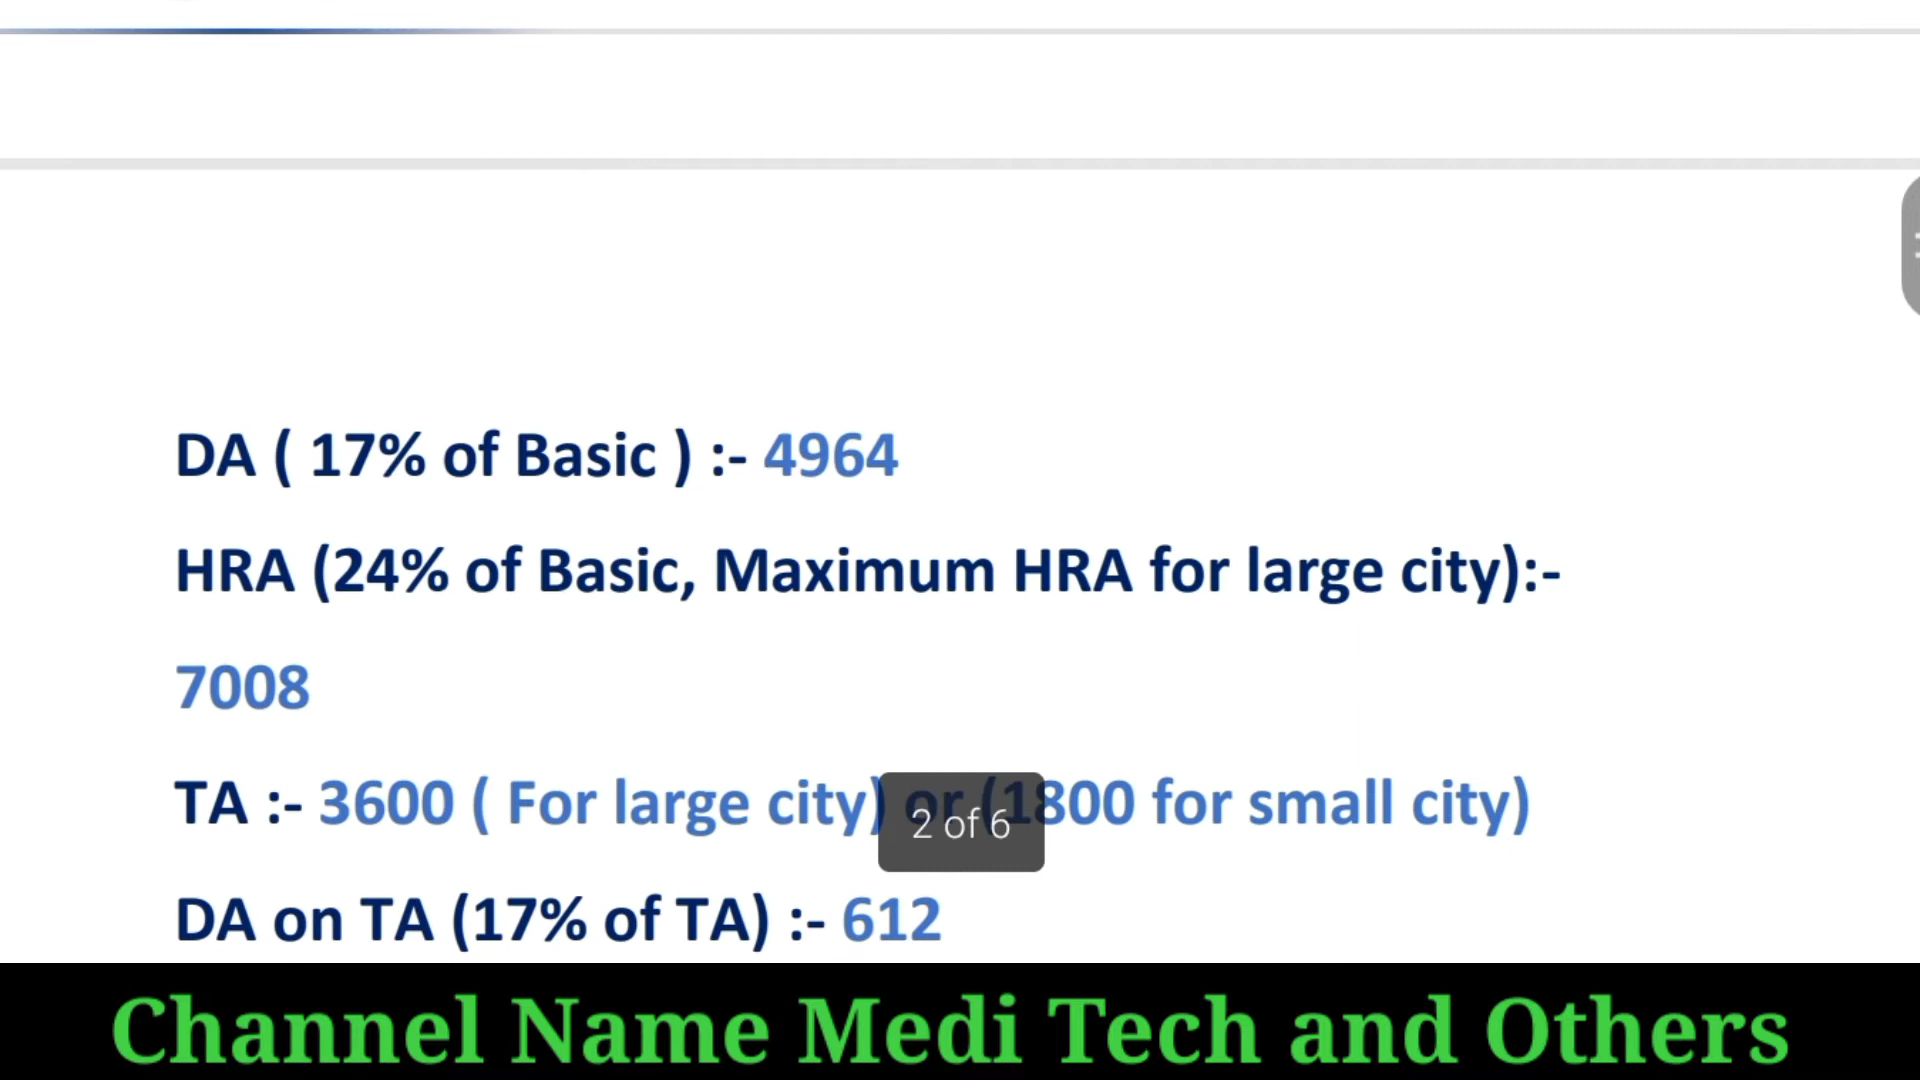 DA ( 17% of Basic ) :- 4964
HRA (24% of Basic, Maximum HRA for large city):-
7008
TA :- 3600 ( For large city) or (1800 for small city)
2 of 6
DA on TA (17% of TA) :- 612
Channel Name Medi Tech and Others